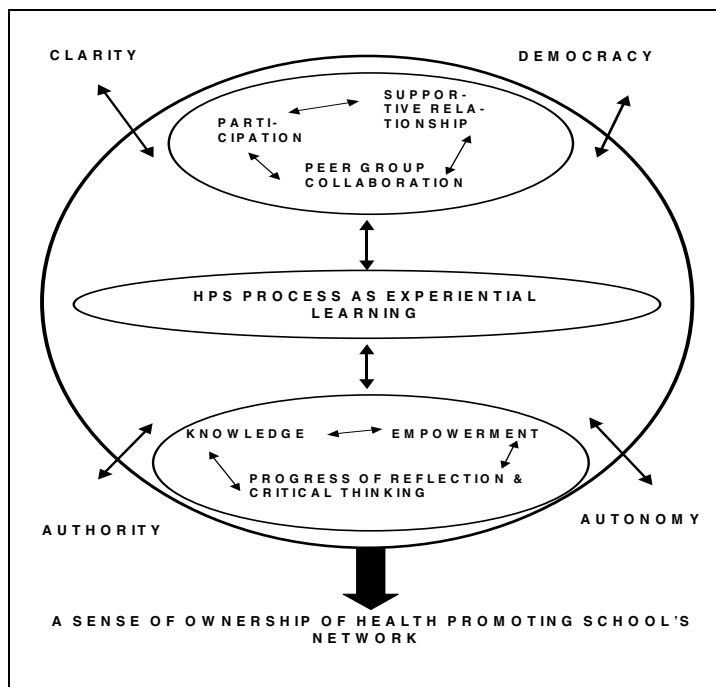 CLARITY
DEMOCRACY
SUPPOR-
TIVE RELA-
TIONSHIP
PARTI-
CIPATION
PEER GROUP
COLLABORATION
HPS PROCESS AS EXPERIENTIAL
LEARNING
KNOWLEDGE
EMPOWERMENT
PROGRESS OF REFLECTION &
CRITICAL THINKING
AUTHORITY
AUTONOMY
A SENSE OF OWNERSHIP OF HEALTH PROMOTING SCHOOL'S
NETWORK